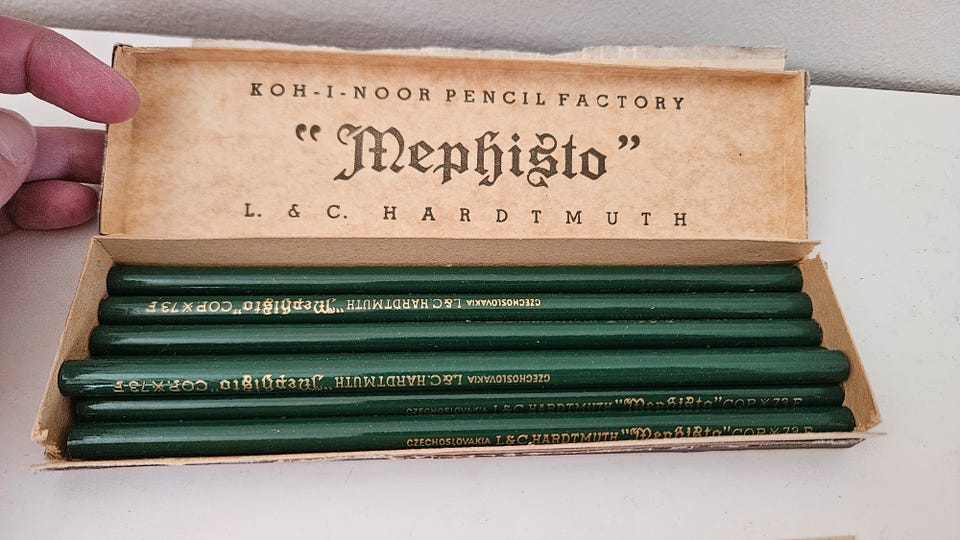 KOH-I-NOOR PENCIL FACTORY
“Mephisto”
L. & C. HARDTMUTH
CZECHOSLOVAKIA L&C HARDTMUTH "Mephisto" COP. 73 F
CZECHOSLOVAKIA L&C.HARDTMUTH "Mephisto" COP. 73 F
CZECHOSLOVAKIA L&C HARDTMUTH "Mephisto" COP. 73 F
CZECHOSLOVAKIA L&C.HARDTMUTH "Mephisto" COP. 73 F